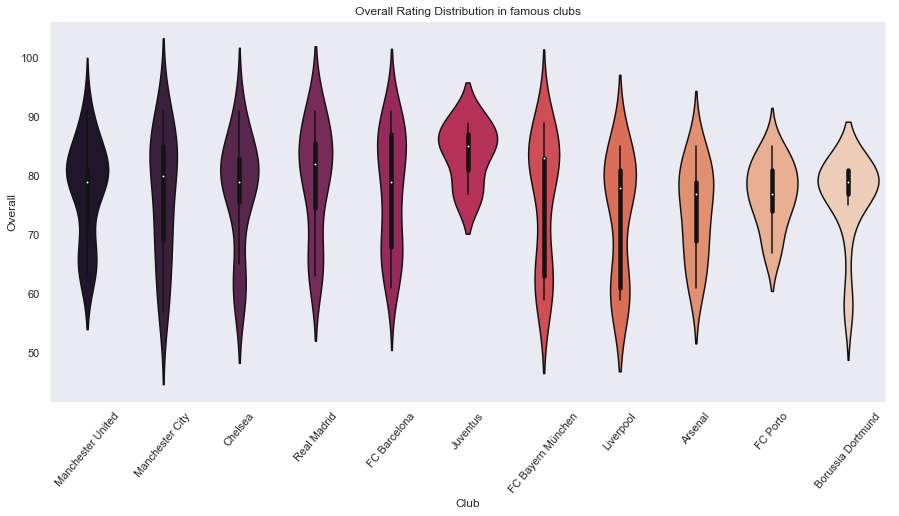 Overall Rating Distribution in famous clubs
Overall
100
90
80
70
60
50
Manchester United
Manchester City
Chelsea
Real Madrid
FC Barcelona
Juventus
FC Bayern München
Liverpool
Arsenal
FC Porto
Borussia Dortmund
Club